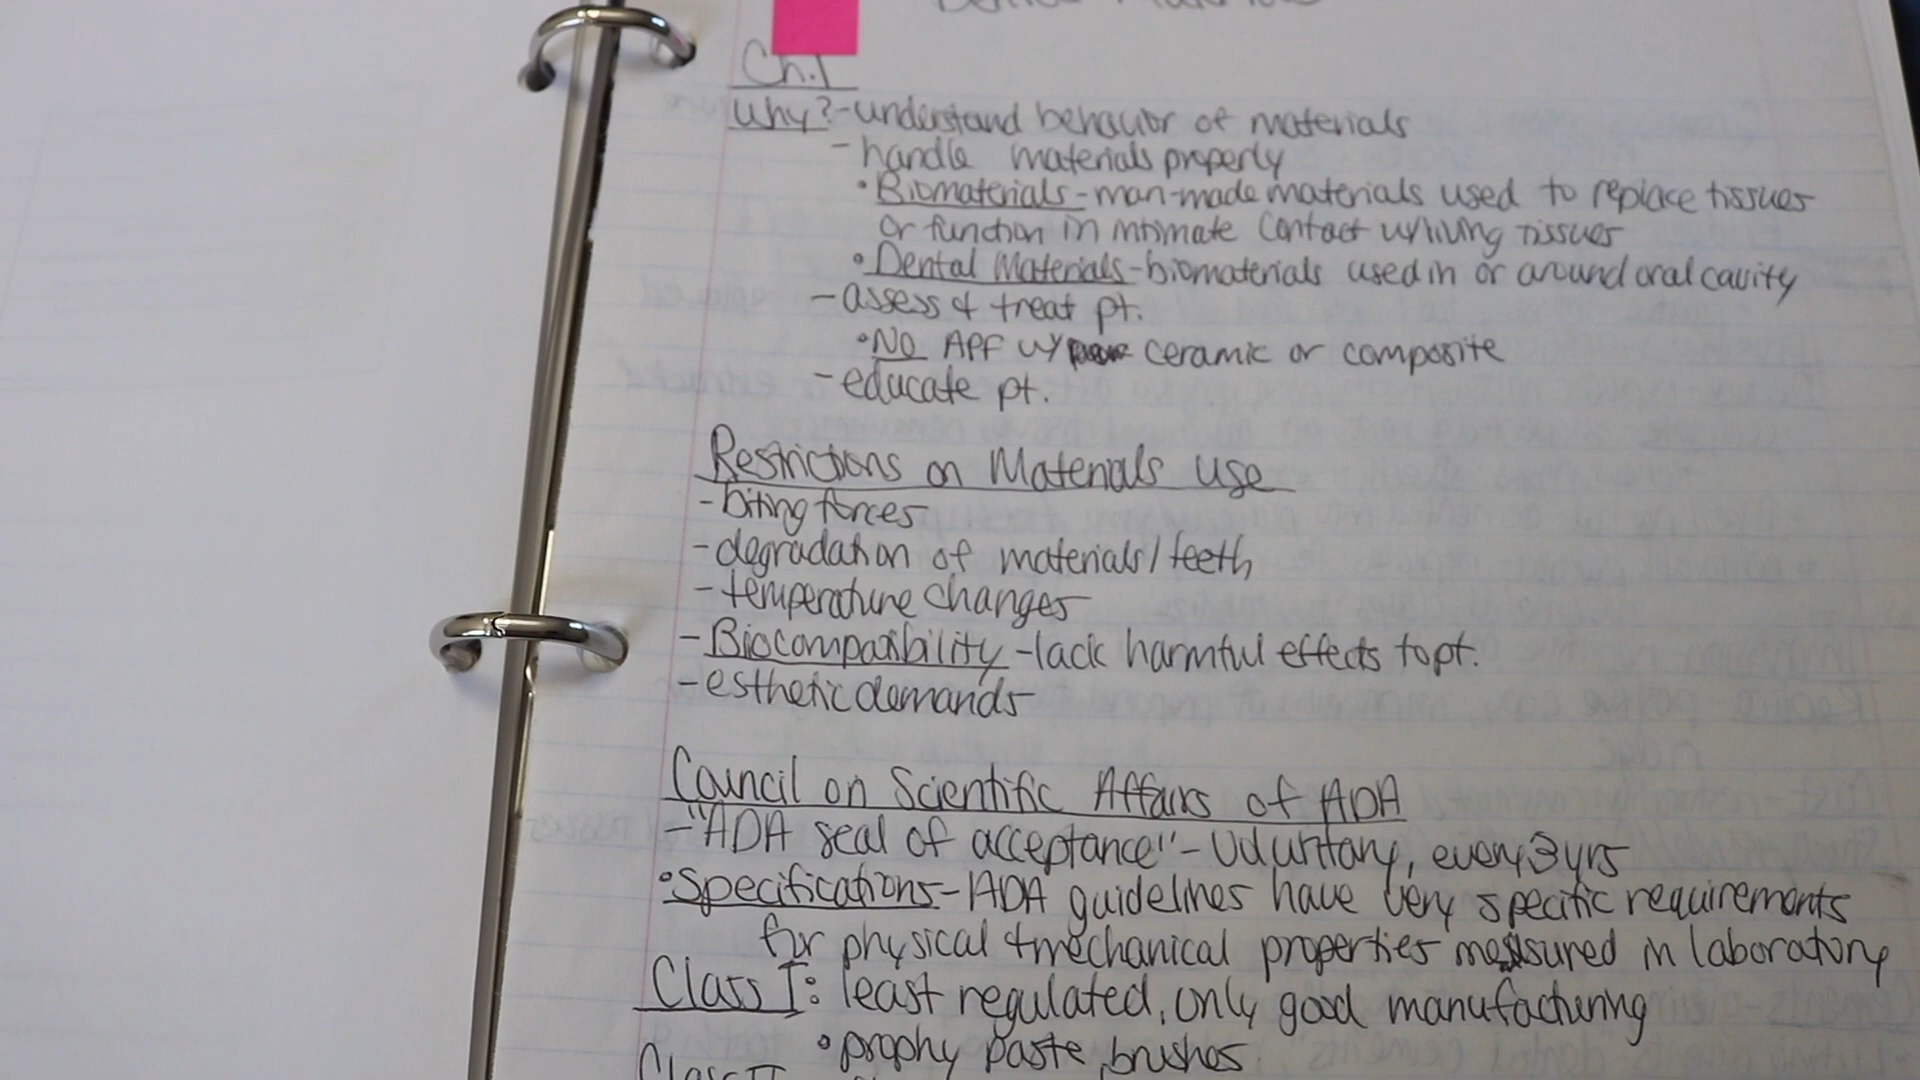 Dental Materials
Ch.1
Why?-understand behavior of materials
- handle materials properly
• Biomaterials-man-made materials used to replace tissues
or function in intimate contact w/living tissues
• Dental Materials-biomaterials used in or around oral cavity
- assess & treat pt.
• No APF w/ ceramic or composite
- educate pt.
Restrictions on Materials Use
- biting forces
- degradation of materials/teeth
- temperature changes
- Biocompatibility-lack harmful effects to pt.
- esthetic demands
Council on Scientific Affairs of ADA
-"ADA seal of acceptance"-voluntary, every 3 yrs
• Specifications-ADA guidelines have very specific requirements
for physical + mechanical properties measured in laboratory
Class I: least regulated, only good manufacturing
• prophy paste, brushes
Class II